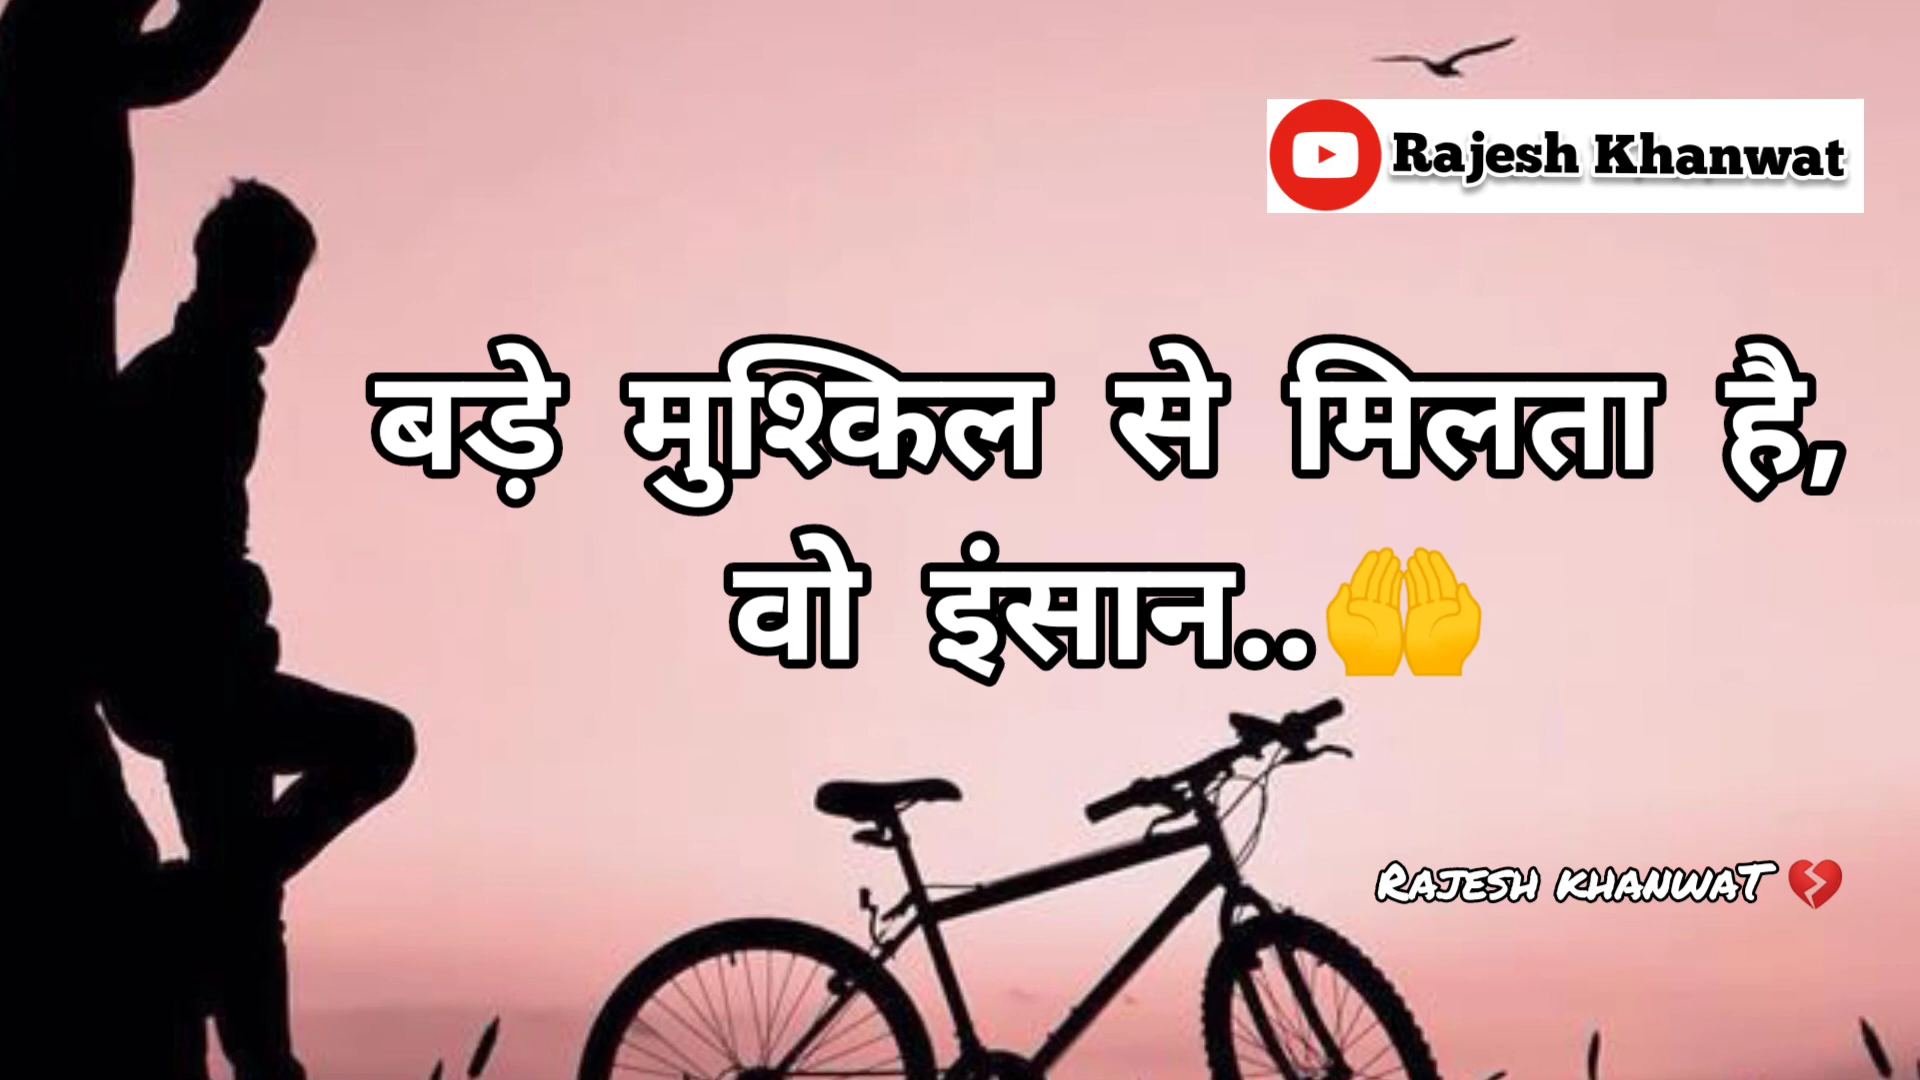 Rajesh Khanwat
बड़े मुश्किल से मिलता है,
वो इंसान..🤲
RAJESH KHANWAT 💔